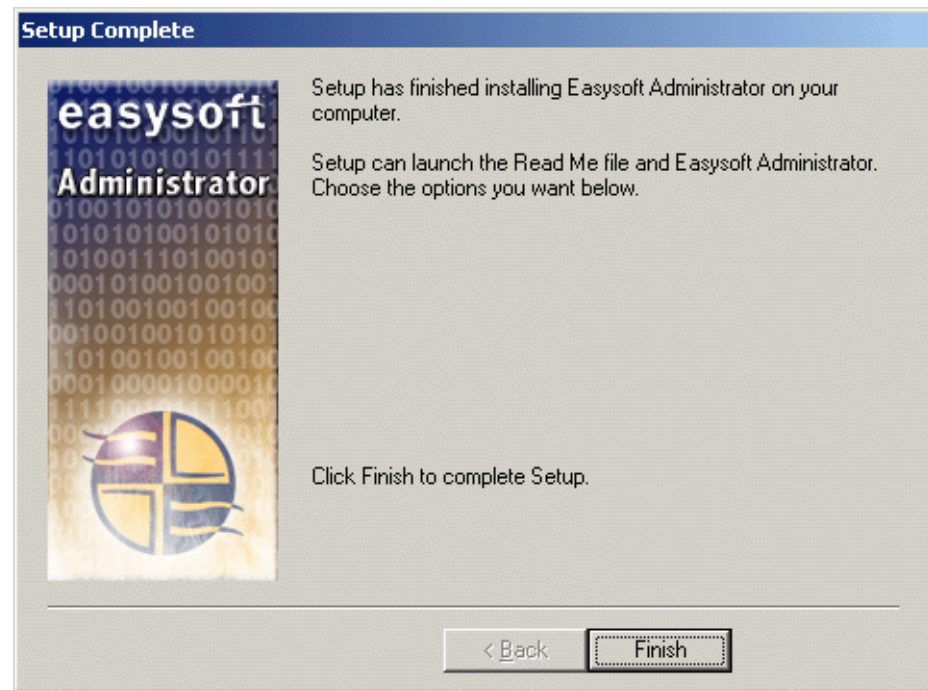 Setup Complete
easysoft
Administrator
Setup has finished installing Easysoft Administrator on your
computer.
Setup can launch the Read Me file and Easysoft Administrator.
Choose the options you want below.
Click Finish to complete Setup.
< Back
Finish